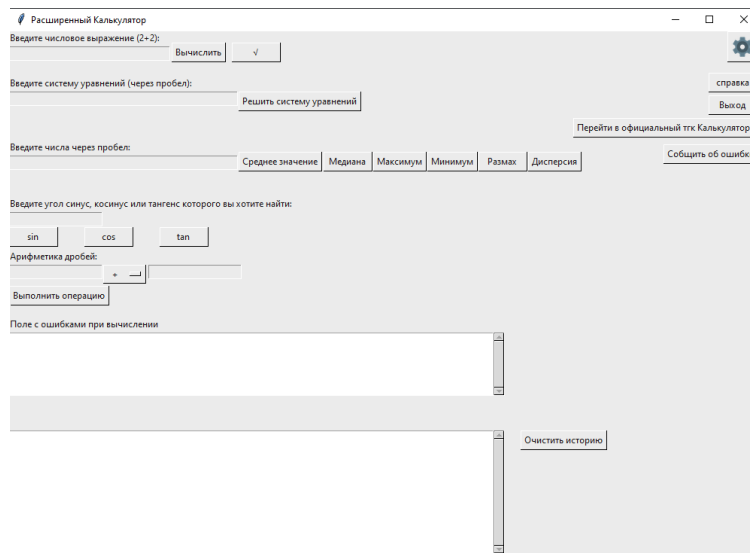 Расширенный Калькулятор
Введите числовое выражение (2+2):
Вычислить √
Введите систему уравнений (через пробел):
справка
Решить систему уравнений
Выход
Перейти в официальный тгк Калькулятор
Введите числа через пробел:
Среднее значение Медиана Максимум Минимум Размах Дисперсия
Собщить об ошибк
Введите угол синус, косинус или тангенс которого вы хотите найти:
sin cos tan
Арифметика дробей:
+
Выполнить операцию
Поле с ошибками при вычислении
Очистить историю